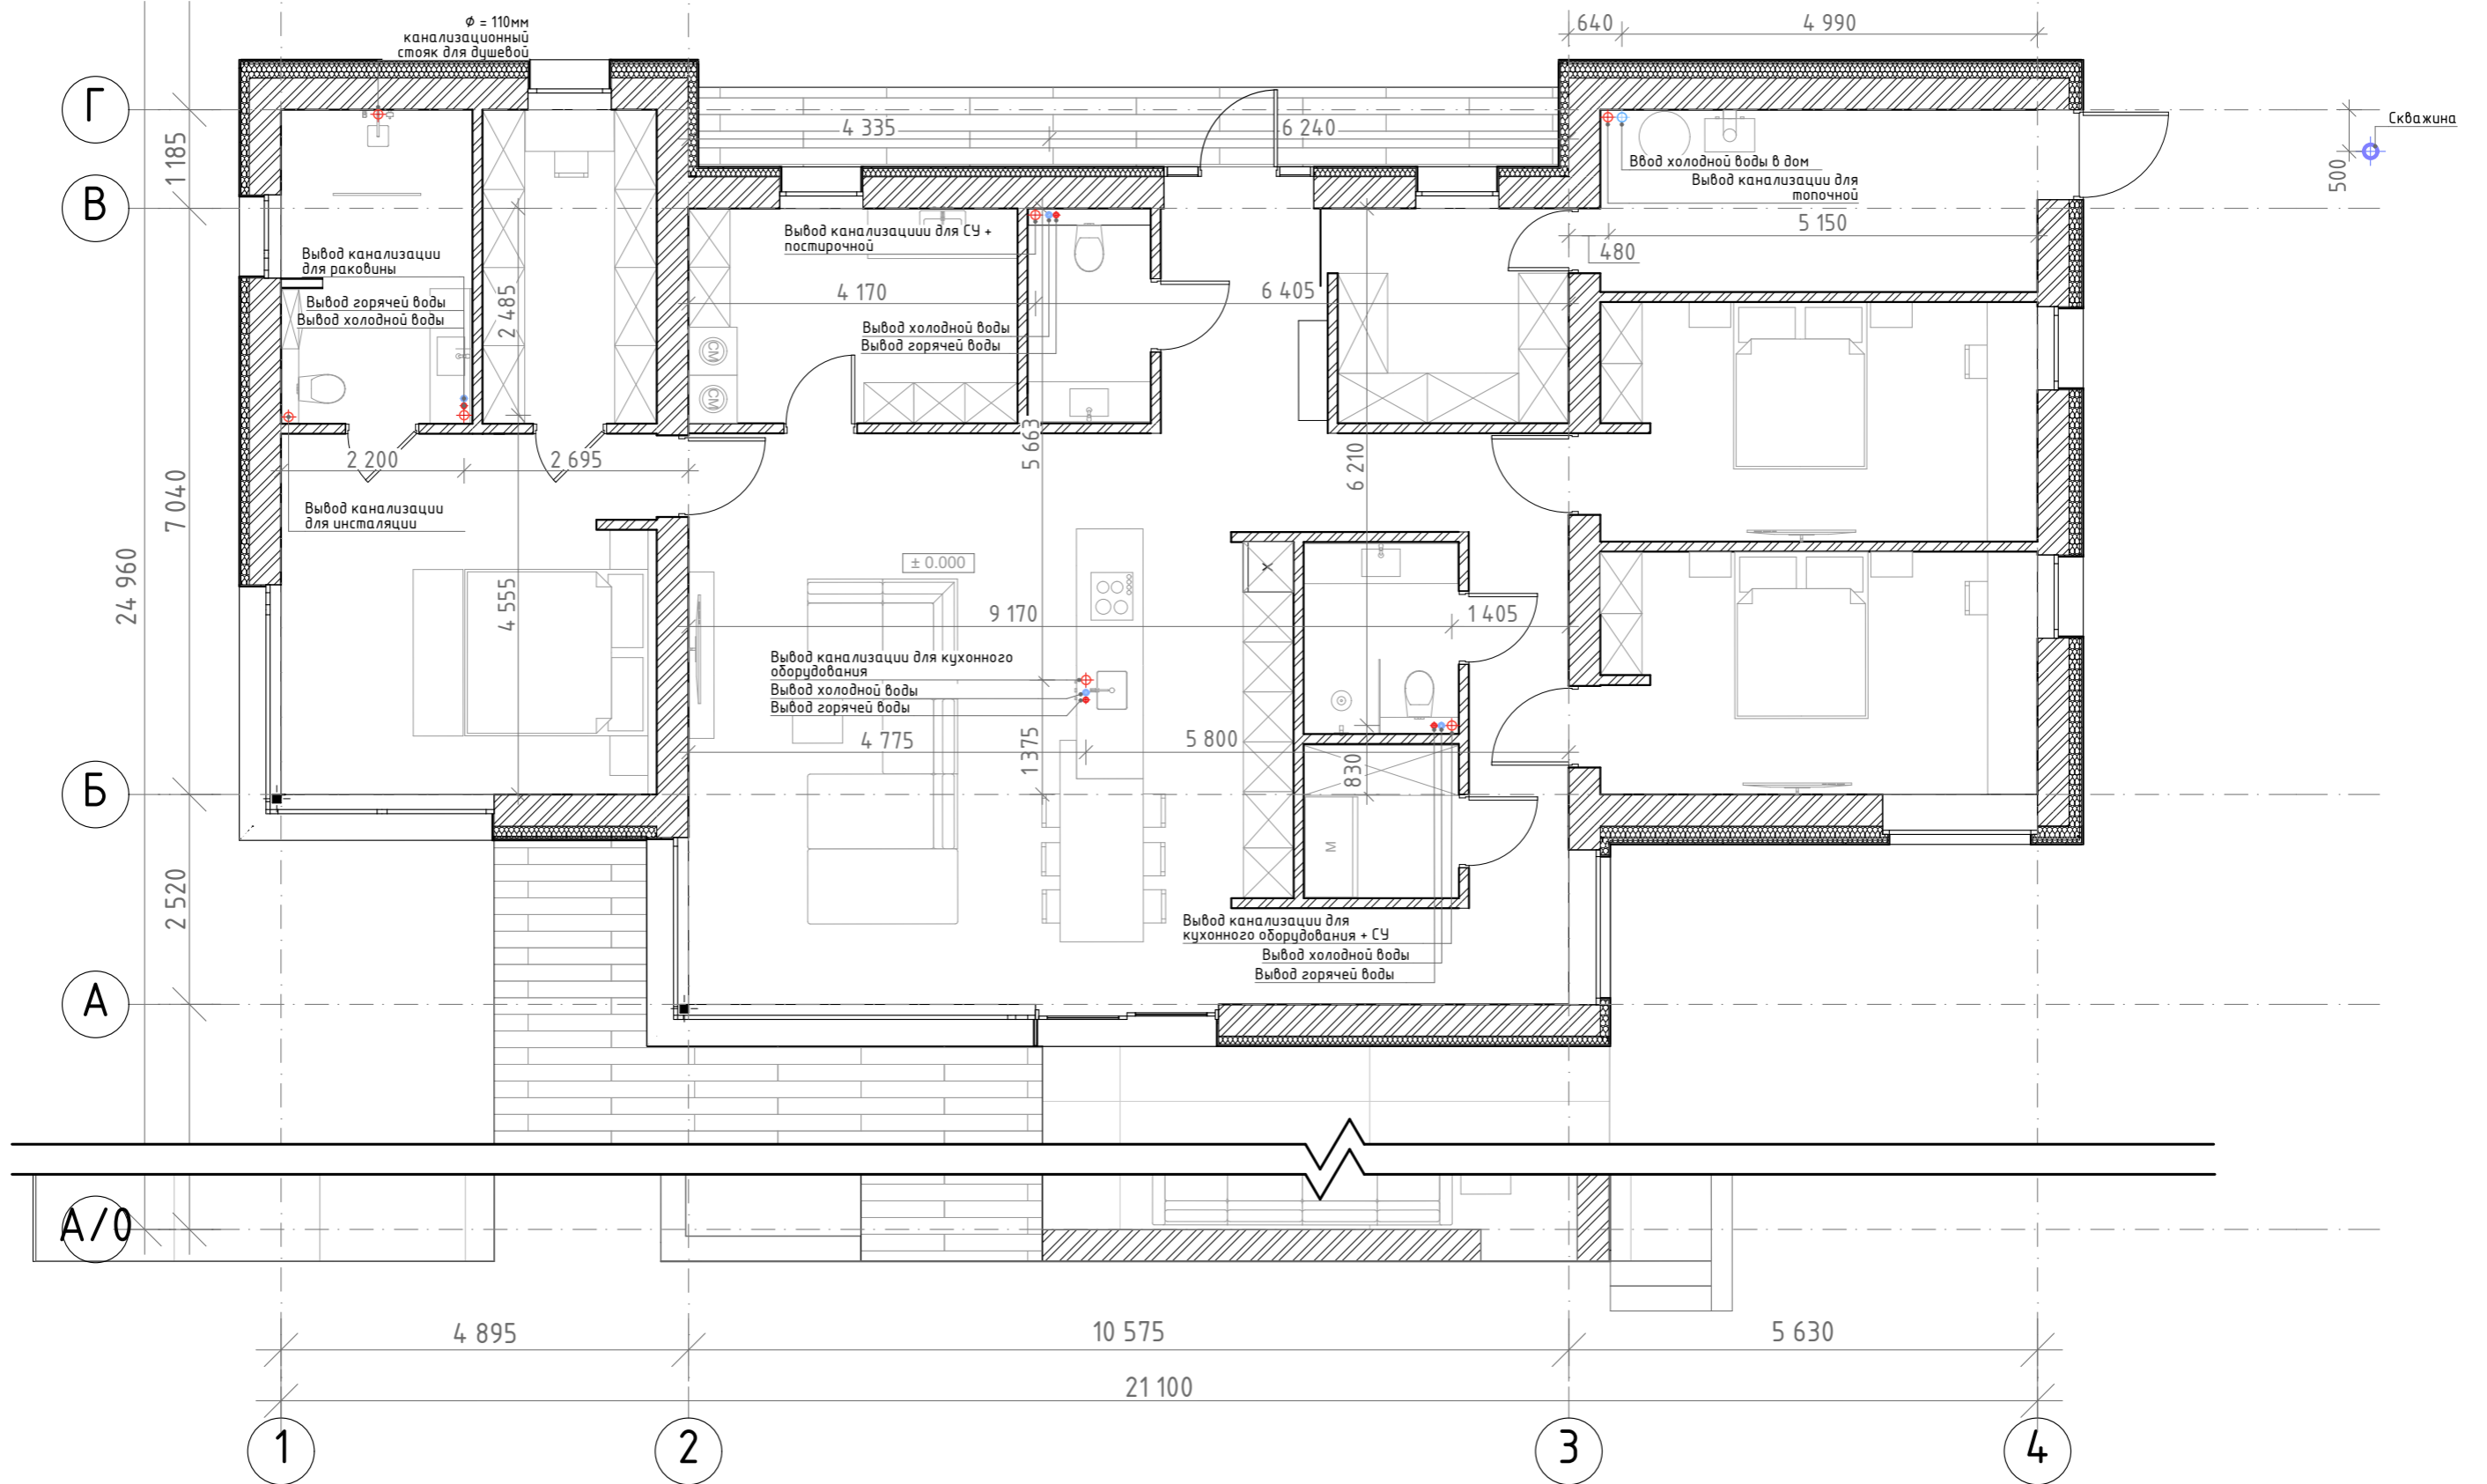 Ø = 110мм
канализационный
стояк для душевой
640
4 990
Г
4 335
6 240
Скважина
500
1 185
Ввод холодной воды в дом
Вывод канализации для
топочной
В
5 150
480
Вывод канализациии для СУ +
постирочной
Вывод канализации
для раковины
Вывод горячей воды
Вывод холодной воды
2 485
4 170
6 405
Вывод холодной воды
Вывод горячей воды
СМ
СМ
2 200
2 695
5 663
6 210
7 040
Вывод канализации
для инсталяции
24 960
± 0.000
X
4 555
9 170
1 405
Вывод канализации для кухонного
оборудования
Вывод холодной воды
Вывод горячей воды
4 775
1 375
5 800
830
Б
М
2 520
Вывод канализации для
кухонного оборудования + СУ
Вывод холодной воды
Вывод горячей воды
А
А/0
4 895
10 575
5 630
21 100
1
2
3
4